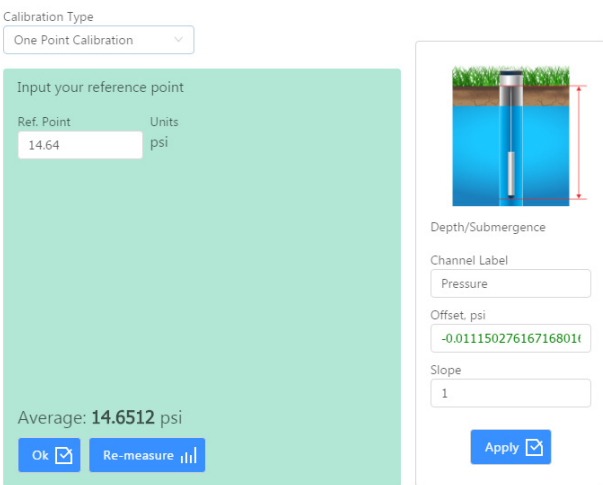 Calibration Type
One Point Calibration
Input your reference point
Ref. Point Units
14.64 psi
Average: 14.6512 psi
Ok Re-measure
Depth/Submergence
Channel Label
Pressure
Offset, psi
-0.01115027616716801
Slope
1
Apply